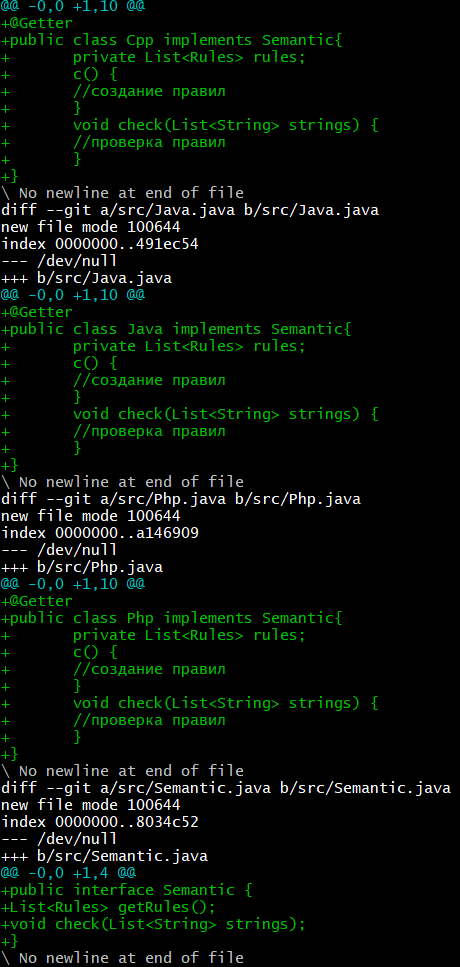 @@ -0,0 +1,10 @@
+@Getter
+public class Cpp implements Semantic{
+       private List<Rules> rules;
+       c() {
+       //создание правил
+       }
+       void check(List<String> strings) {
+       //проверка правил
+       }
+}
\ No newline at end of file
diff --git a/src/Java.java b/src/Java.java
new file mode 100644
index 0000000..491ec54
--- /dev/null
+++ b/src/Java.java
@@ -0,0 +1,10 @@
+@Getter
+public class Java implements Semantic{
+       private List<Rules> rules;
+       c() {
+       //создание правил
+       }
+       void check(List<String> strings) {
+       //проверка правил
+       }
+}
\ No newline at end of file
diff --git a/src/Php.java b/src/Php.java
new file mode 100644
index 0000000..a146909
--- /dev/null
+++ b/src/Php.java
@@ -0,0 +1,10 @@
+@Getter
+public class Php implements Semantic{
+       private List<Rules> rules;
+       c() {
+       //создание правил
+       }
+       void check(List<String> strings) {
+       //проверка правил
+       }
+}
\ No newline at end of file
diff --git a/src/Semantic.java b/src/Semantic.java
new file mode 100644
index 0000000..8034c52
--- /dev/null
+++ b/src/Semantic.java
@@ -0,0 +1,4 @@
+public interface Semantic {
+List<Rules> getRules();
+void check(List<String> strings);
+}
\ No newline at end of file